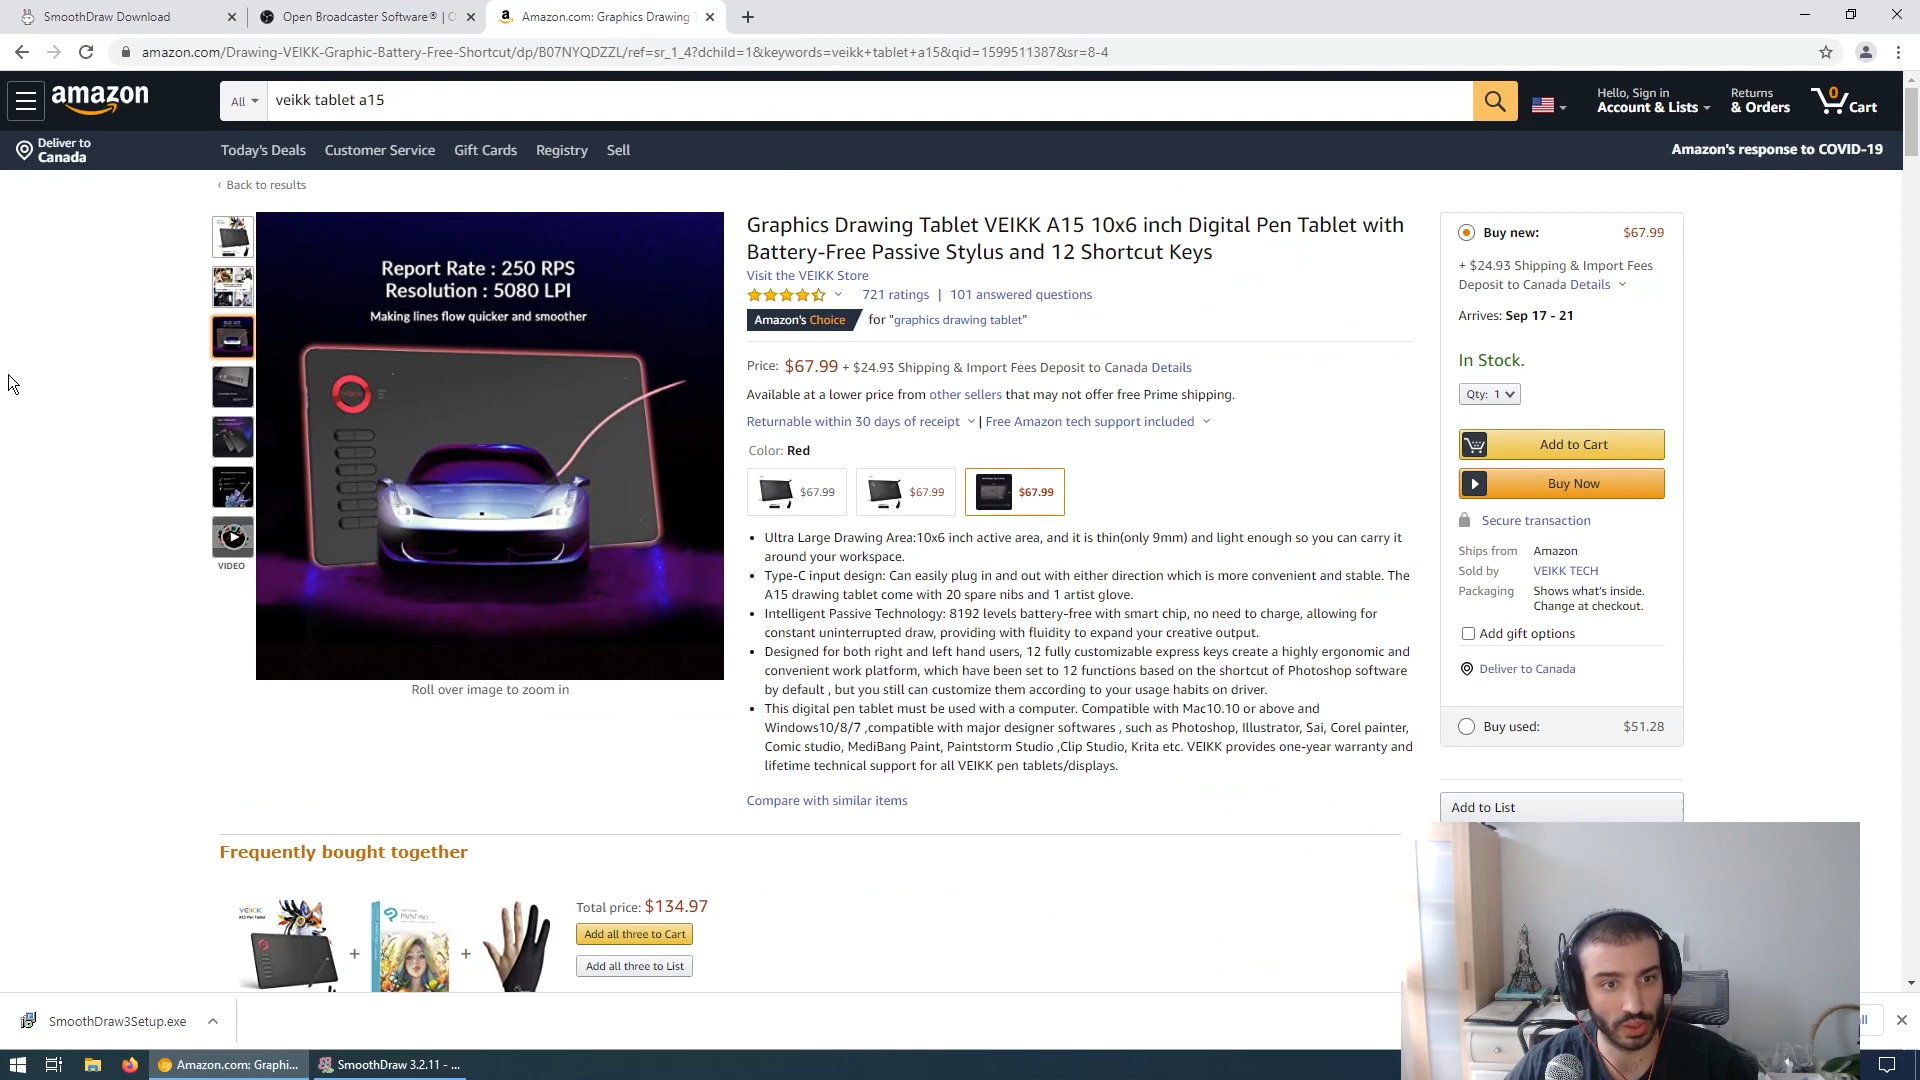 SmoothDraw Download
Open Broadcaster Software® | O
Amazon.com: Graphics Drawing
amazon.com/Drawing-VEIKK-Graphic-Battery-Free-Shortcut/dp/B07NYQDZZL/ref=sr_1_4?dchild=1&keywords=veikk+tablet+a15&qid=1599511387&sr=8-4
amazon
All
veikk tablet a15
Hello, Sign in
Account & Lists
Returns
& Orders
0
Cart
Deliver to
Canada
Today's Deals
Customer Service
Gift Cards
Registry
Sell
Amazon's response to COVID-19
‹ Back to results
VIDEO
Report Rate : 250 RPS
Resolution : 5080 LPI
Making lines flow quicker and smoother
Roll over image to zoom in
Graphics Drawing Tablet VEIKK A15 10x6 inch Digital Pen Tablet with
Battery-Free Passive Stylus and 12 Shortcut Keys
Visit the VEIKK Store
721 ratings | 101 answered questions
Amazon's Choice for "graphics drawing tablet"
Price: $67.99 + $24.93 Shipping & Import Fees Deposit to Canada Details
Available at a lower price from other sellers that may not offer free Prime shipping.
Returnable within 30 days of receipt | Free Amazon tech support included
Color: Red
$67.99
$67.99
$67.99
• Ultra Large Drawing Area:10x6 inch active area, and it is thin(only 9mm) and light enough so you can carry it
around your workspace.
• Type-C input design: Can easily plug in and out with either direction which is more convenient and stable. The
A15 drawing tablet come with 20 spare nibs and 1 artist glove.
• Intelligent Passive Technology: 8192 levels battery-free with smart chip, no need to charge, allowing for
constant uninterrupted draw, providing with fluidity to expand your creative output.
• Designed for both right and left hand users, 12 fully customizable express keys create a highly ergonomic and
convenient work platform, which have been set to 12 functions based on the shortcut of Photoshop software
by default , but you still can customize them according to your usage habits on driver.
• This digital pen tablet must be used with a computer. Compatible with Mac10.10 or above and
Windows10/8/7 ,compatible with major designer softwares , such as Photoshop, Illustrator, Sai, Corel painter,
Comic studio, MediBang Paint, Paintstorm Studio ,Clip Studio, Krita etc. VEIKK provides one-year warranty and
lifetime technical support for all VEIKK pen tablets/displays.
Compare with similar items
Buy new: $67.99
+ $24.93 Shipping & Import Fees
Deposit to Canada Details
Arrives: Sep 17 - 21
In Stock.
Qty: 1
Add to Cart
Buy Now
Secure transaction
Ships from Amazon
Sold by VEIKK TECH
Packaging Shows what's inside.
Change at checkout.
Add gift options
Deliver to Canada
Buy used: $51.28
Add to List
Frequently bought together
VEIKK
PAINT PRO
+
+
Total price: $134.97
Add all three to Cart
Add all three to List
SmoothDraw3Setup.exe
Amazon.com: Graphi...
SmoothDraw 3.2.11 - ...